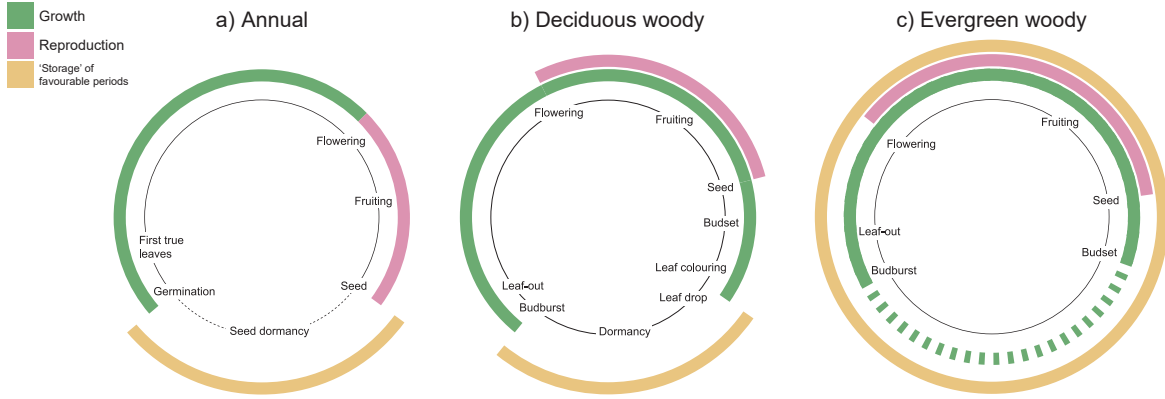 Growth
Reproduction
‘Storage’ of
favourable periods
a) Annual
Flowering
Fruiting
First true
leaves
Germination
Seed
Seed dormancy
b) Deciduous woody
Flowering
Fruiting
Seed
Budset
Leaf colouring
Leaf-out
Leaf drop
Budburst
Dormancy
c) Evergreen woody
Fruiting
Flowering
Seed
Leaf-out
Budset
Budburst